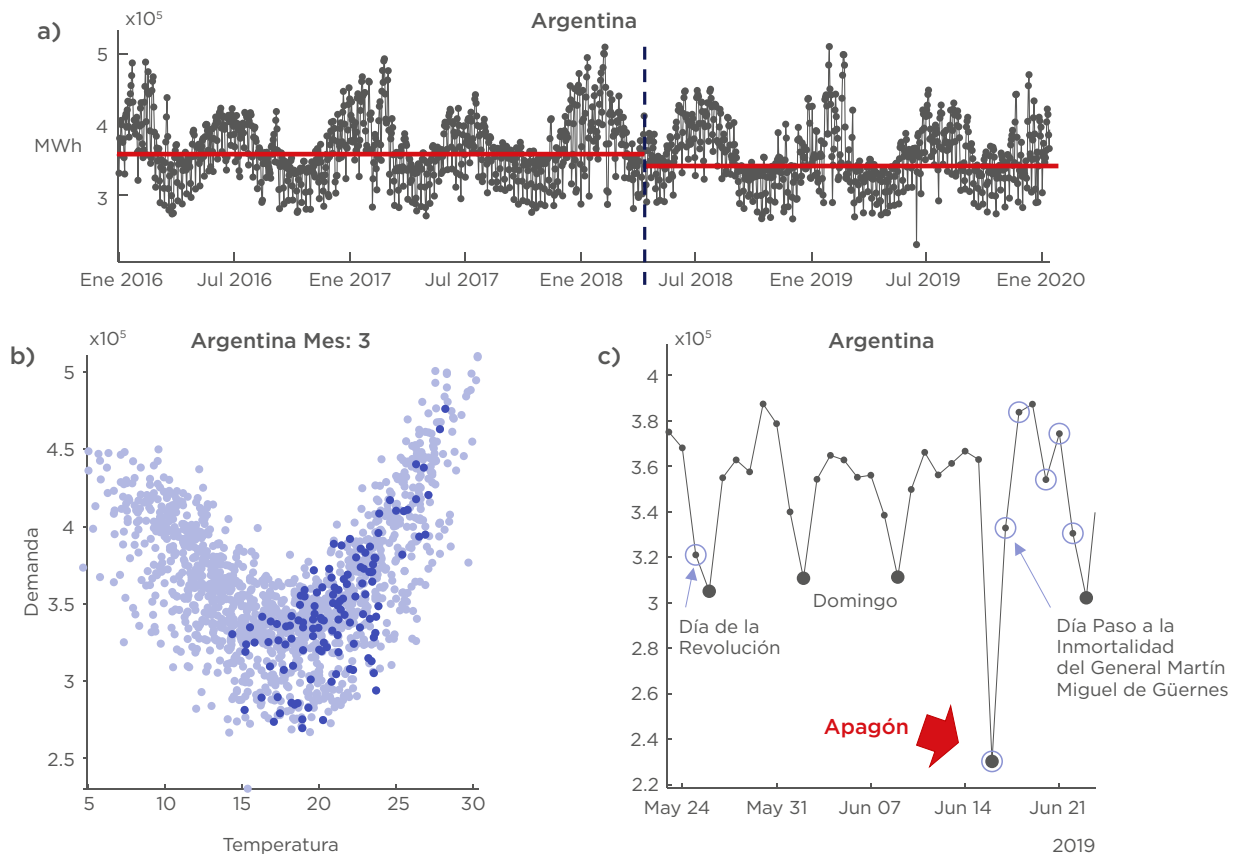 a)
x10⁵
Argentina
5
4
MWh
3
Ene 2016
Jul 2016
Ene 2017
Jul 2017
Ene 2018
Jul 2018
Ene 2019
Jul 2019
Ene 2020
b)
x10⁵
Argentina Mes: 3
5
4.5
4
3.5
3
2.5
Demanda
5
10
15
20
25
30
Temperatura
c)
x10⁵
Argentina
4
3.8
3.6
3.4
3.2
3
2.8
2.6
2.4
2.2
Domingo
Día de la
Revolución
Día Paso a la
Inmortalidad
del General Martín
Miguel de Güernes
Apagón
May 24
May 31
Jun 07
Jun 14
Jun 21
2019